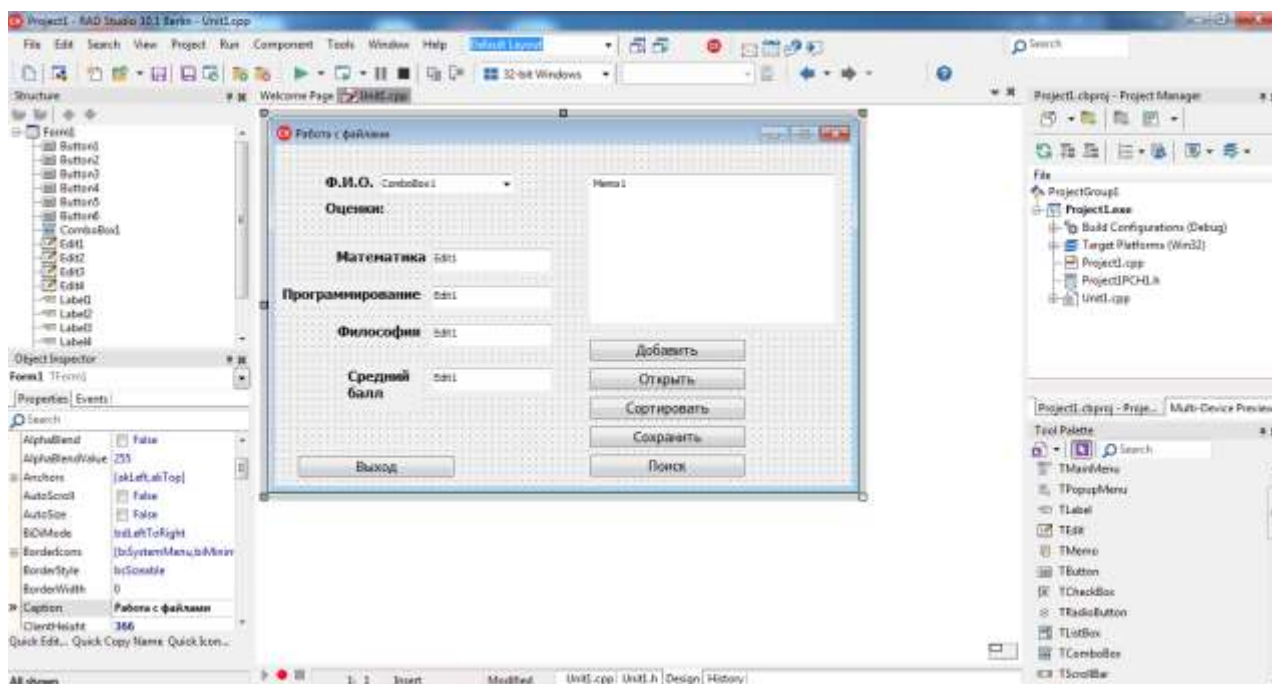 Project1 - RAD Studio 10.1 Berlin - Unit1.cpp
File Edit Search View Project Run Component Tools Window Help Default Layout
Search
32-bit Windows
Structure
Form1
Button1
Button2
Button3
Button4
Button5
Button6
ComboBox1
Edit1
Edit2
Edit3
Edit4
Label1
Label2
Label3
Label4
Object Inspector
Form1 TForm1
Properties Events
Search
AlphaBlend False
AlphaBlendValue 255
Anchors [akLeft,akTop]
AutoScroll False
AutoSize False
BiDiMode bdLeftToRight
BorderIcons [biSystemMenu,biMinim
BorderStyle bsSizeable
BorderWidth 0
Caption Работа с файлами
ClientHeight 366
Quick Edit... Quick Copy Name Quick Icon...
All shown
Welcome Page Unit1.cpp
Работа с файлами
Ф.И.О. ComboBox1
Memo1
Оценки:
Математика Edit1
Программирование Edit1
Философия Edit1
Средний балл Edit1
Добавить
Открыть
Сортировать
Сохранить
Выход
Поиск
1: 1 Insert Modified Unit1.cpp Unit1.h Design History
Project1.cbproj - Project Manager
File
ProjectGroup1
Project1.exe
Build Configurations (Debug)
Target Platforms (Win32)
Project1.cpp
Project1PCH1.h
Unit1.cpp
Project1.cbproj - Proje... Multi-Device Preview
Tool Palette
Search
TMainMenu
TPopupMenu
TLabel
TEdit
TMemo
TButton
TCheckBox
TRadioButton
TListBox
TComboBox
TScrollBar